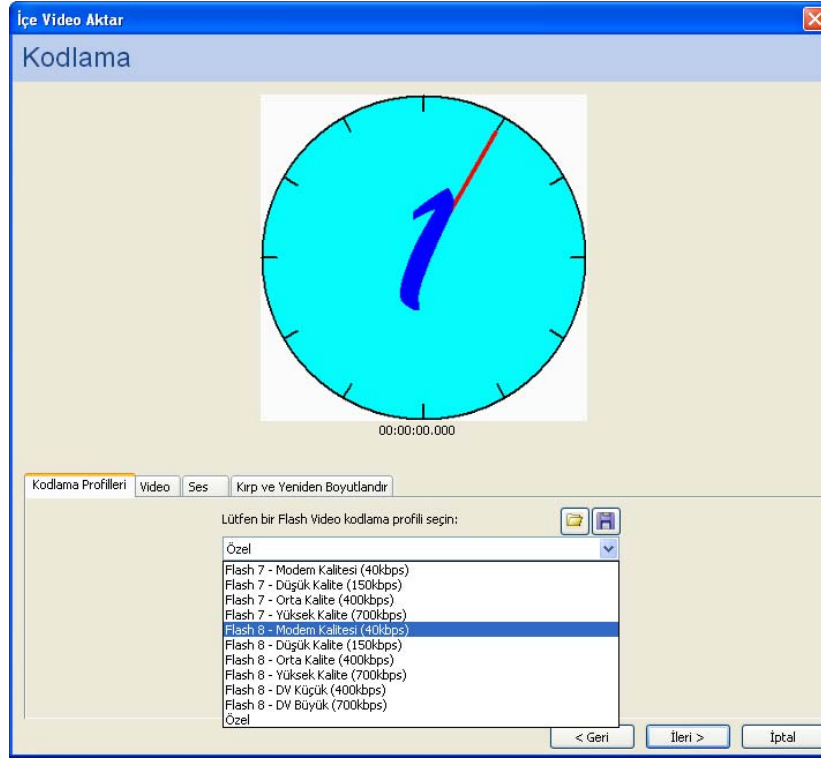 İçe Video Aktar
Kodlama
1
00:00:00.000
Kodlama Profilleri Video Ses Kırp ve Yeniden Boyutlandır
Lütfen bir Flash Video kodlama profili seçin:
Özel
Flash 7 - Modem Kalitesi (40kbps)
Flash 7 - Düşük Kalite (150kbps)
Flash 7 - Orta Kalite (400kbps)
Flash 7 - Yüksek Kalite (700kbps)
Flash 8 - Modem Kalitesi (40kbps)
Flash 8 - Düşük Kalite (150kbps)
Flash 8 - Orta Kalite (400kbps)
Flash 8 - Yüksek Kalite (700kbps)
Flash 8 - DV Küçük (400kbps)
Flash 8 - DV Büyük (700kbps)
Özel
< Geri İleri > İptal